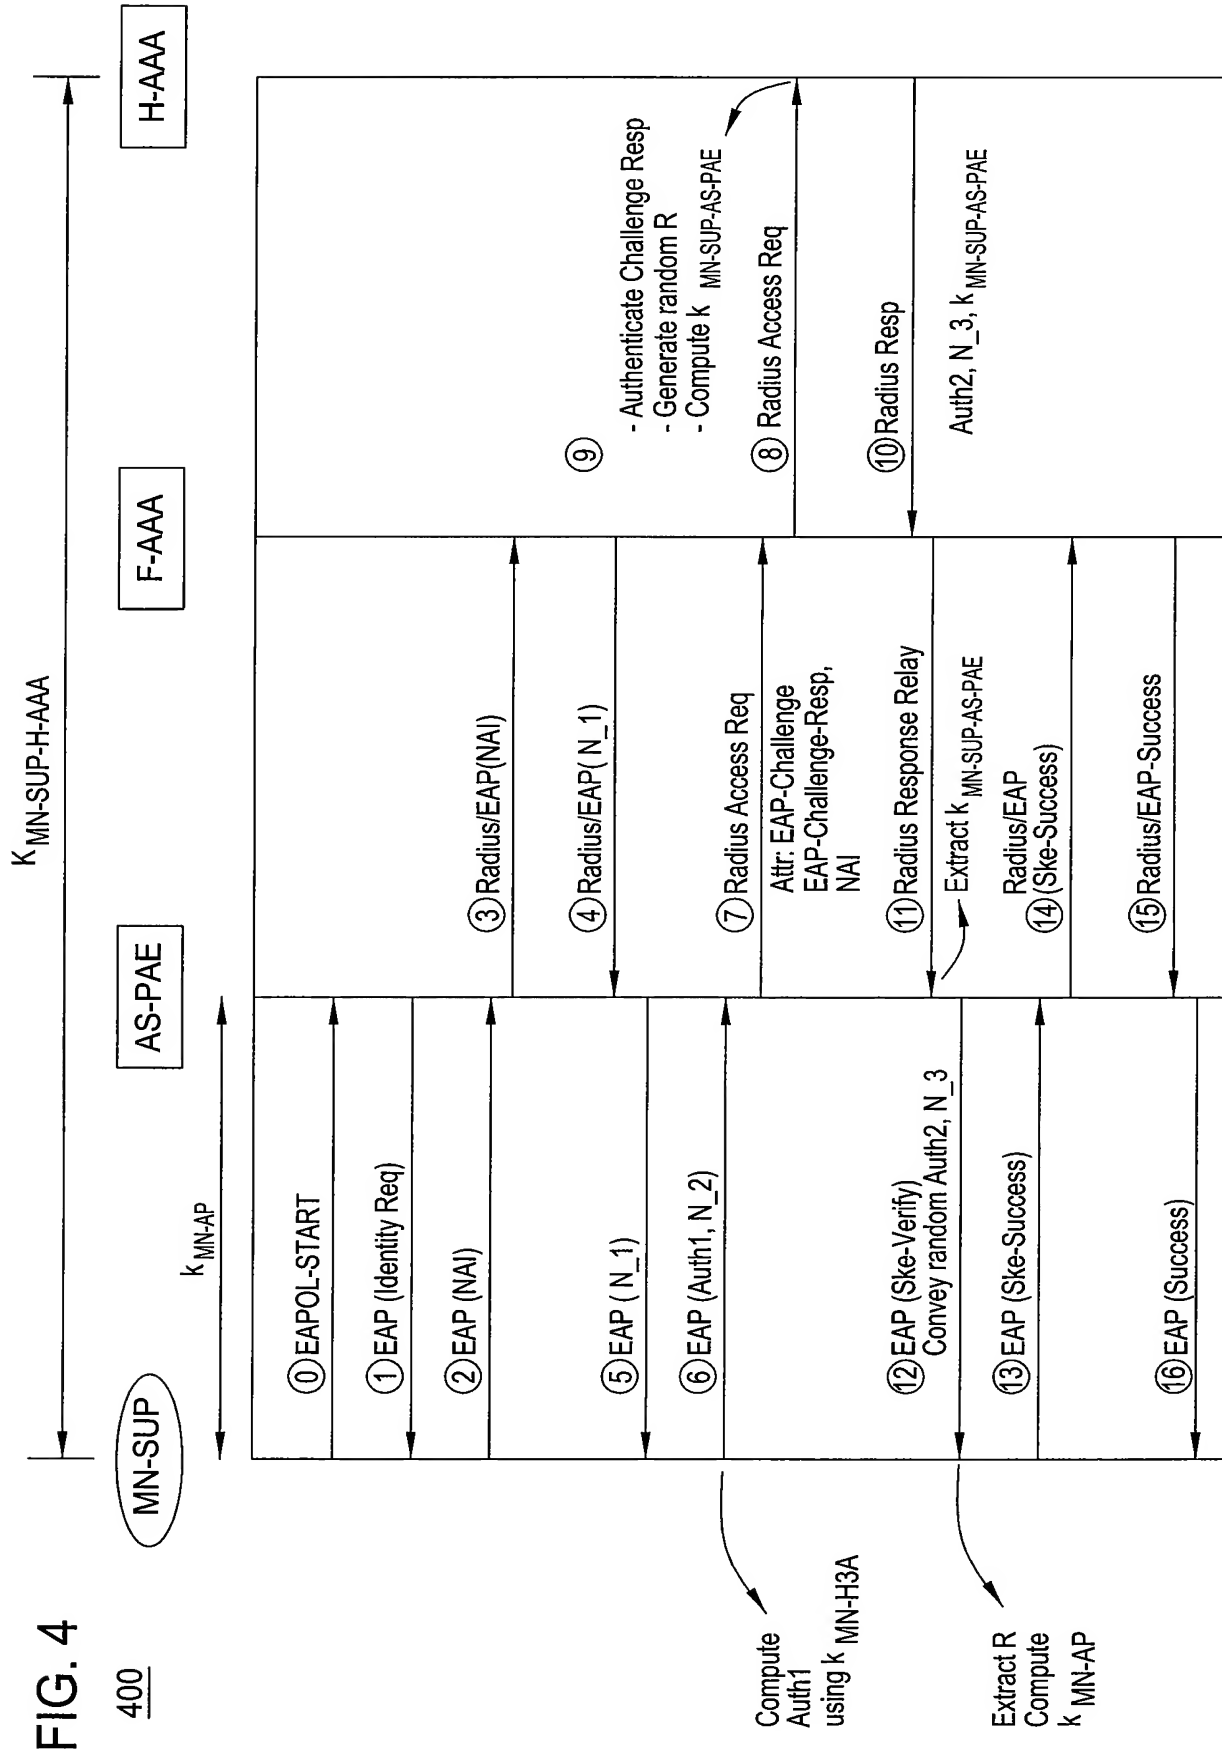 FIG. 4
400
K MN-SUP-H-AAA
MN-SUP
AS-PAE
F-AAA
H-AAA
k MN-AP
0 EAPOL-START
1 EAP (Identity Req)
2 EAP (NAI)
3 Radius/EAP(NAI)
4 Radius/EAP( N_1)
5 EAP ( N_1)
6 EAP (Auth1, N_2)
Compute
Auth1
using k MN-H3A
7 Radius Access Req
Attr: EAP-Challenge
EAP-Challenge-Resp,
NAI
9
- Authenticate Challenge Resp
- Generate random R
- Compute k MN-SUP-AS-PAE
8 Radius Access Req
10 Radius Resp
Auth2, N_3, k MN-SUP-AS-PAE
11 Radius Response Relay
Extract k MN-SUP-AS-PAE
12 EAP (Ske-Verify)
Convey random Auth2, N_3
Extract R
Compute
k MN-AP
13 EAP (Ske-Success)
Radius/EAP
14 (Ske-Success)
15 Radius/EAP-Success
16 EAP (Success)